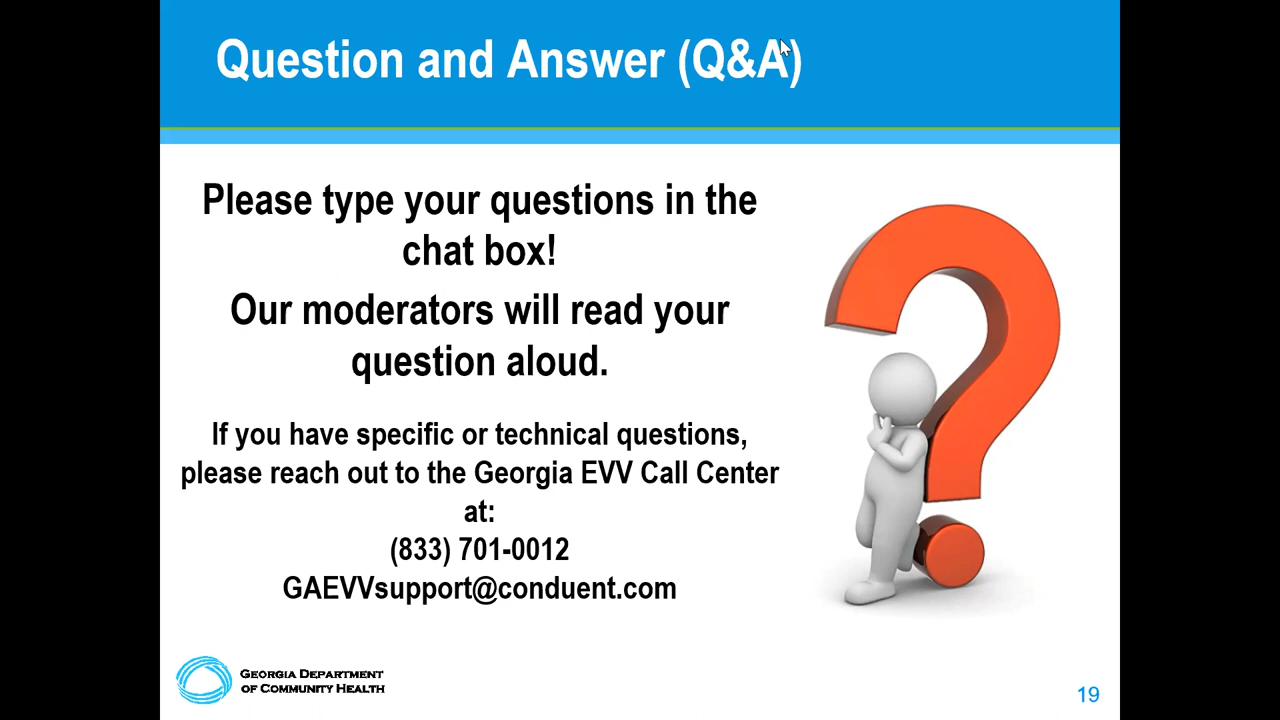 Question and Answer (Q&A)
Please type your questions in the
chat box!
Our moderators will read your
question aloud.
If you have specific or technical questions,
please reach out to the Georgia EVV Call Center
at:
(833) 701-0012
GAEVVsupport@conduent.com
GEORGIA DEPARTMENT
OF COMMUNITY HEALTH
19